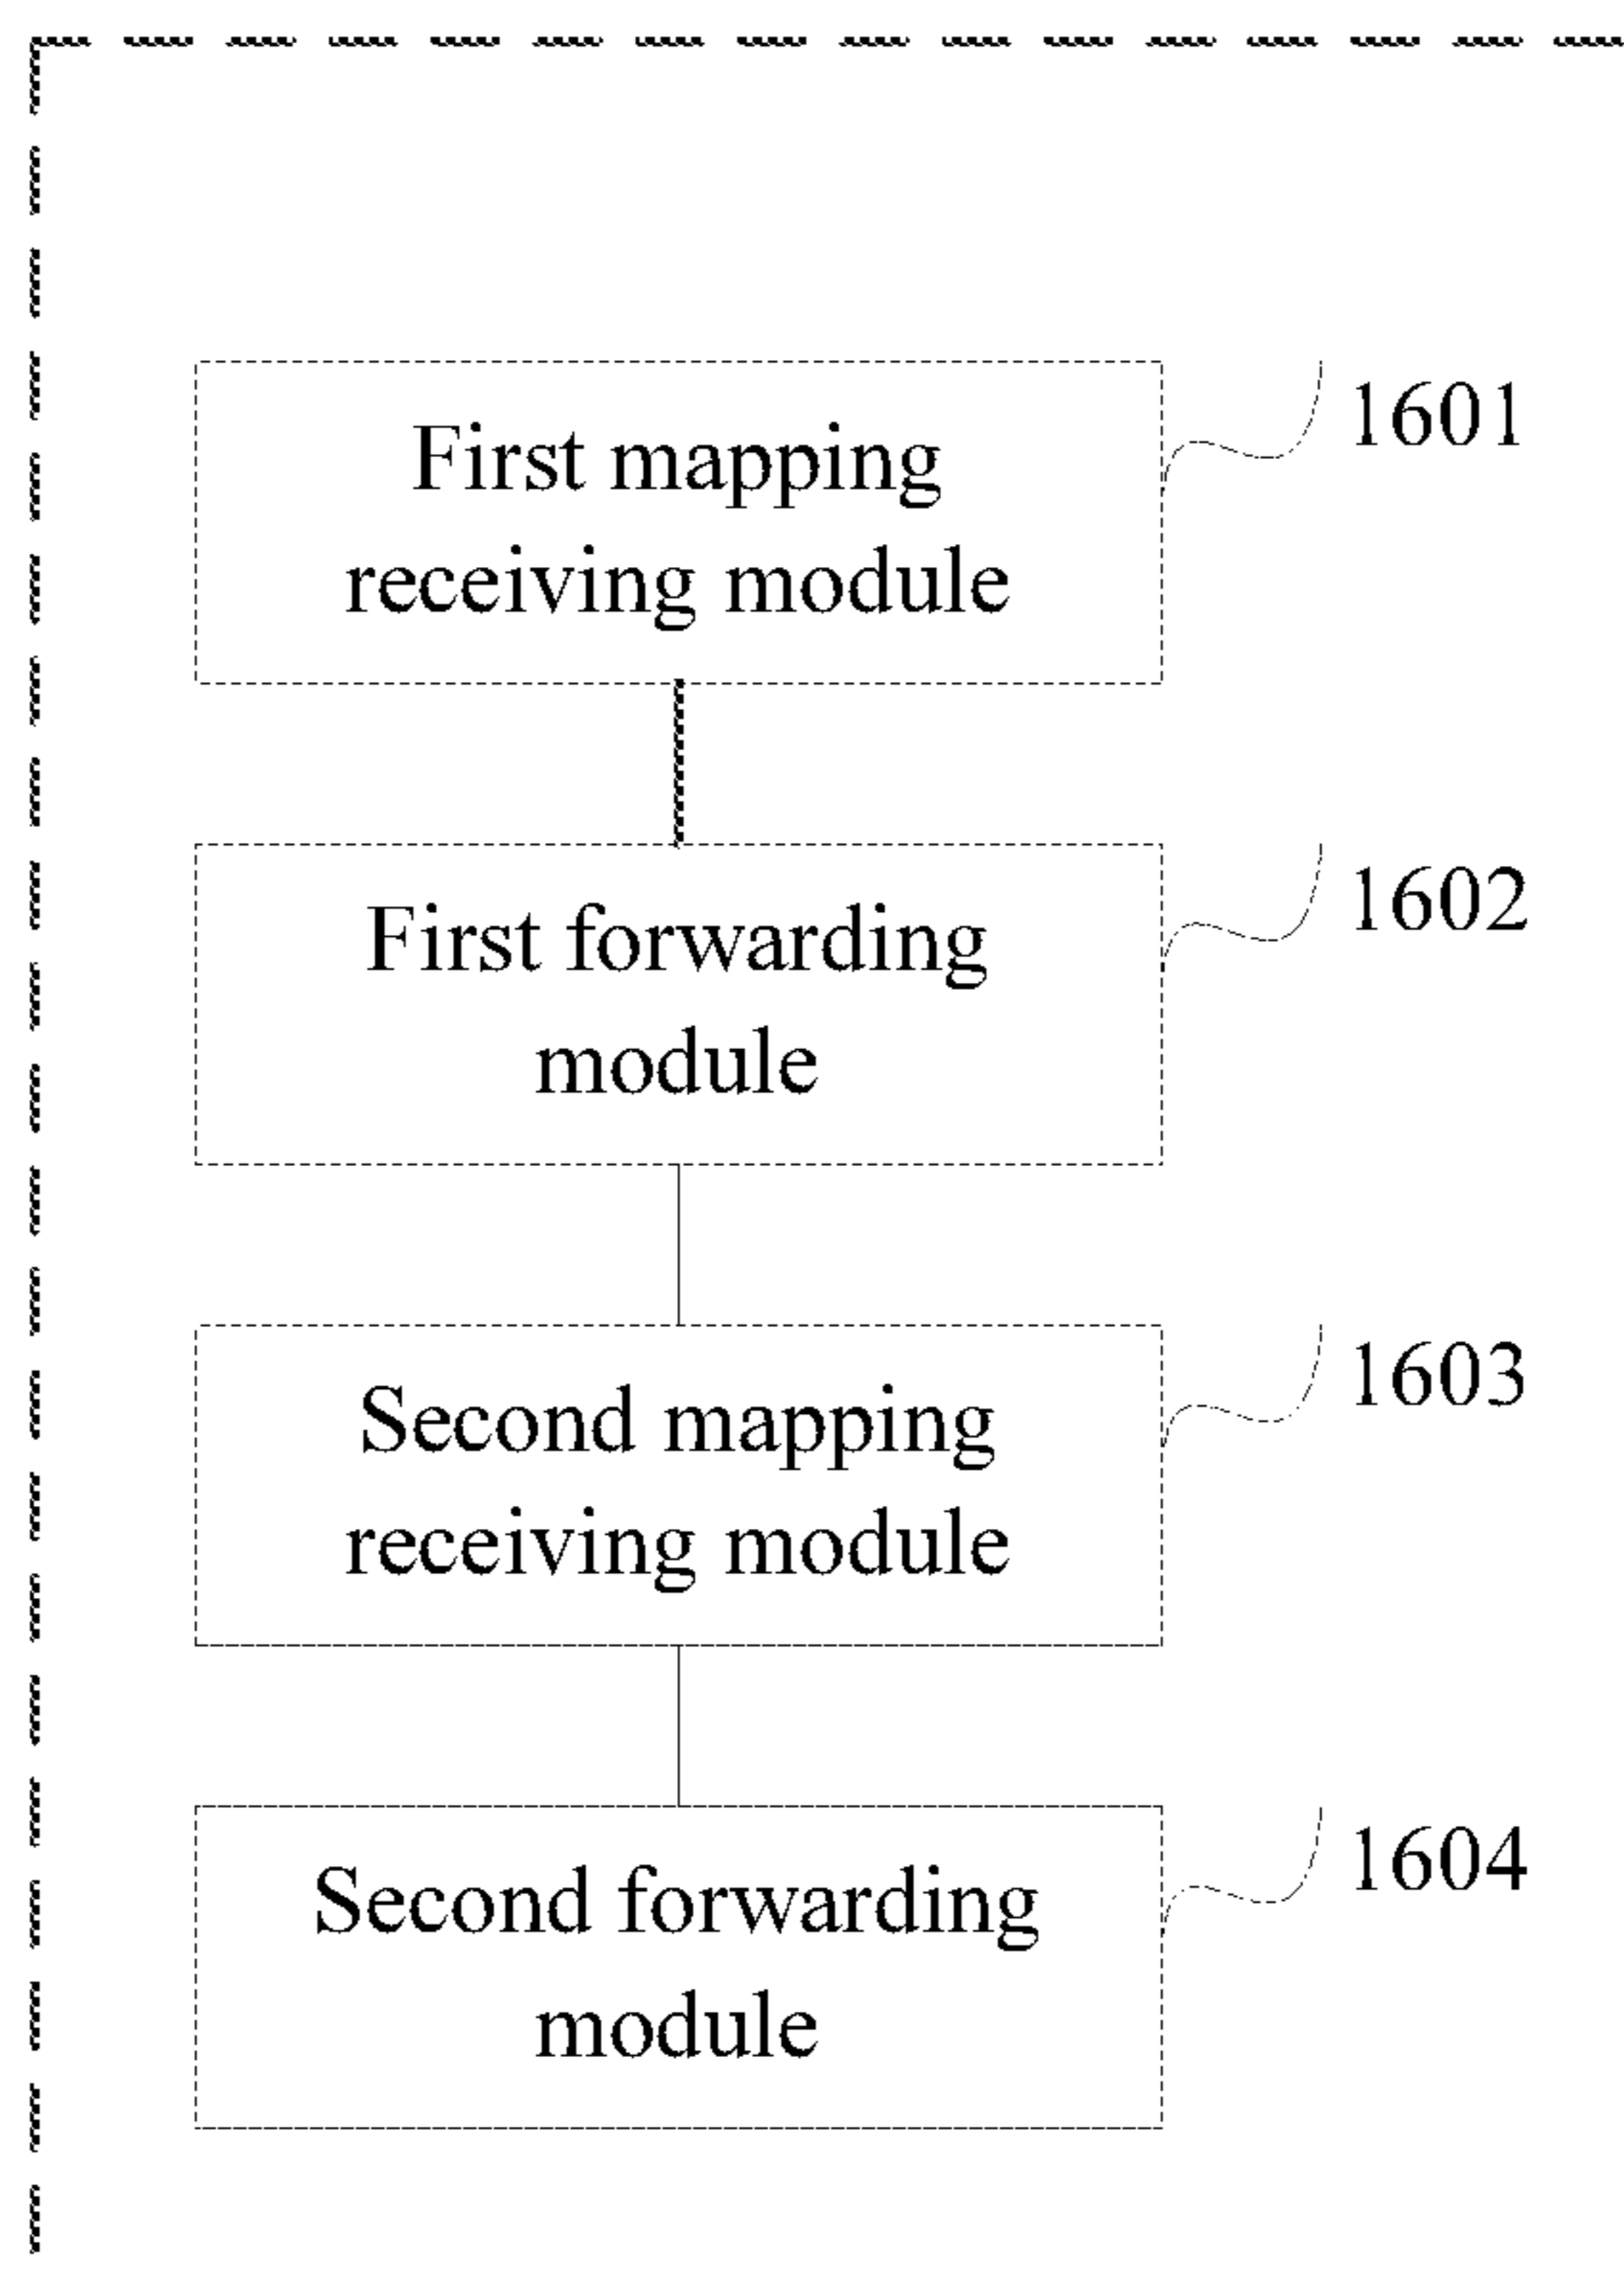 First mapping
receiving module
1601
First forwarding
module
1602
Second mapping
receiving module
1603
Second forwarding
module
1604